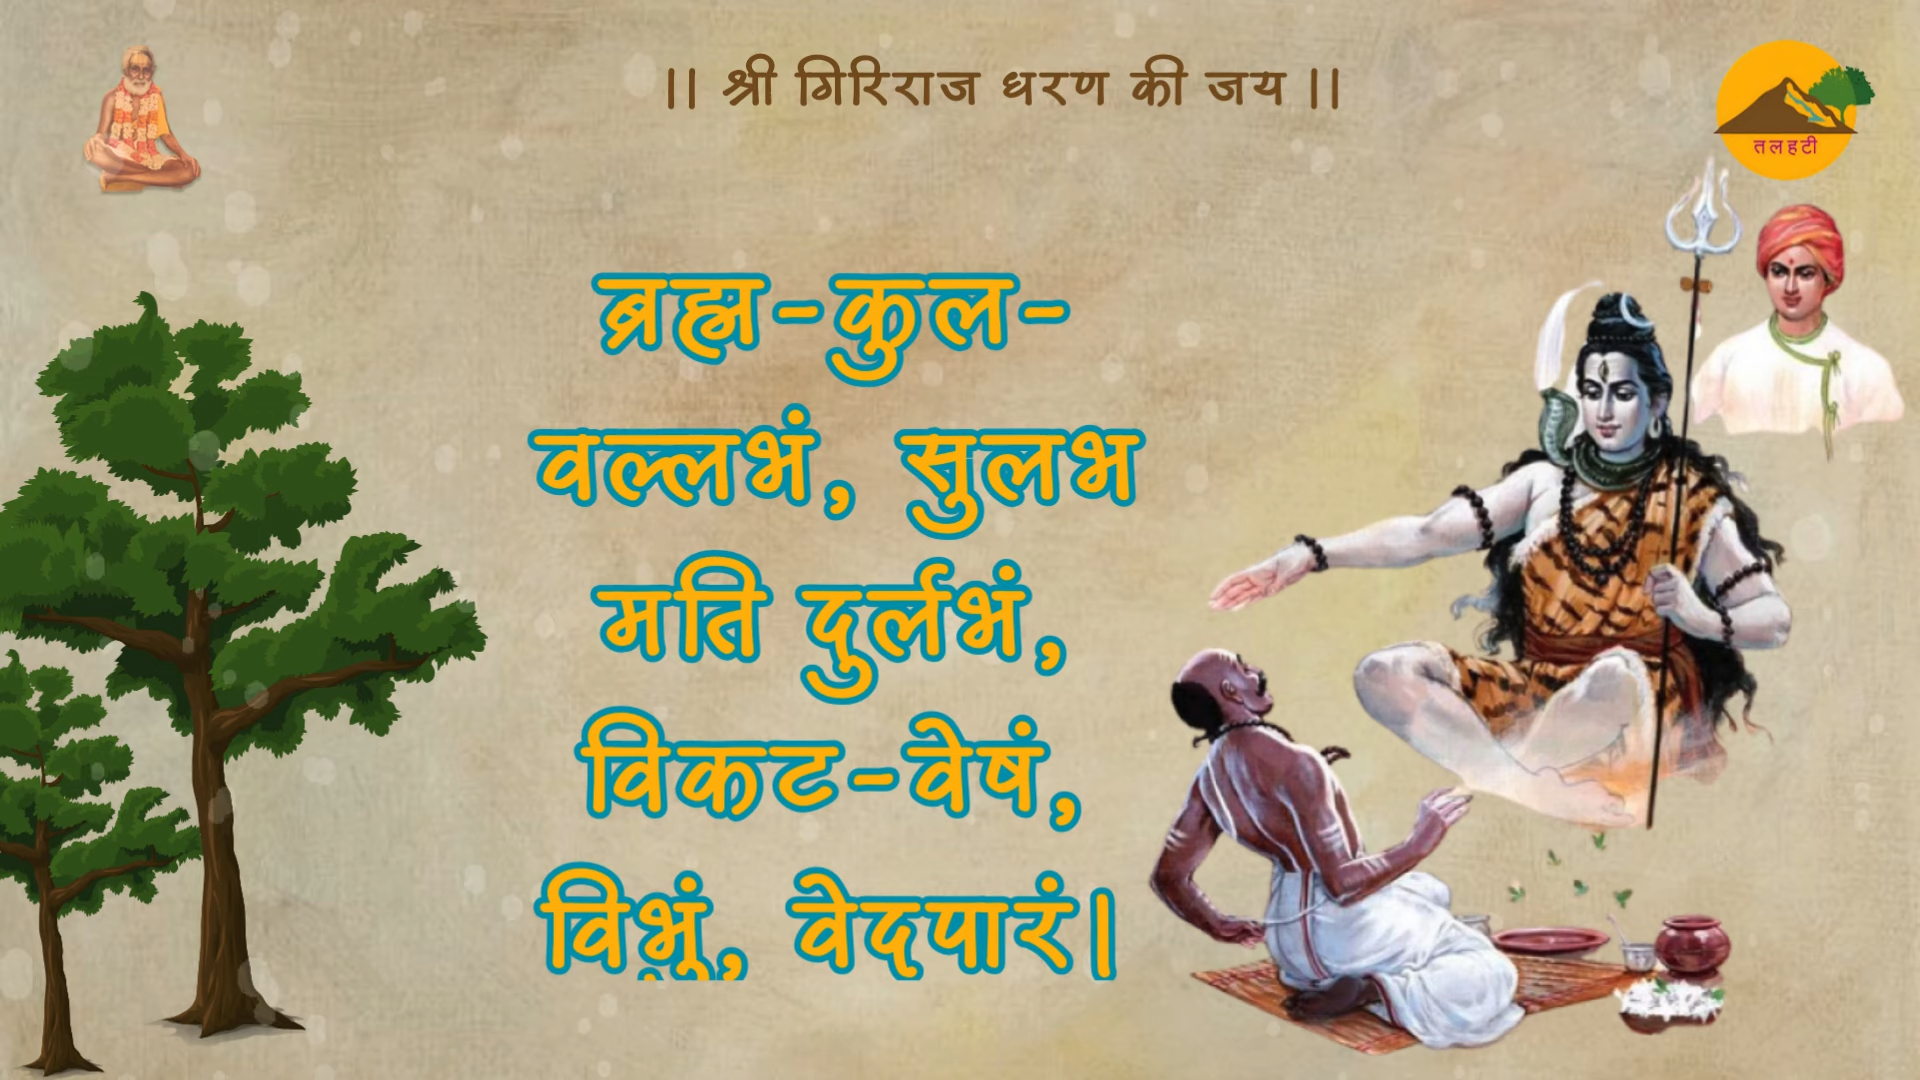 || श्री गिरिराज धरण की जय ||
तलहटी
ब्रह्म-कुल-
वल्लभं, सुलभ
मति दुर्लभं,
विकट-वेषं,
विभुं, वेदपारं।